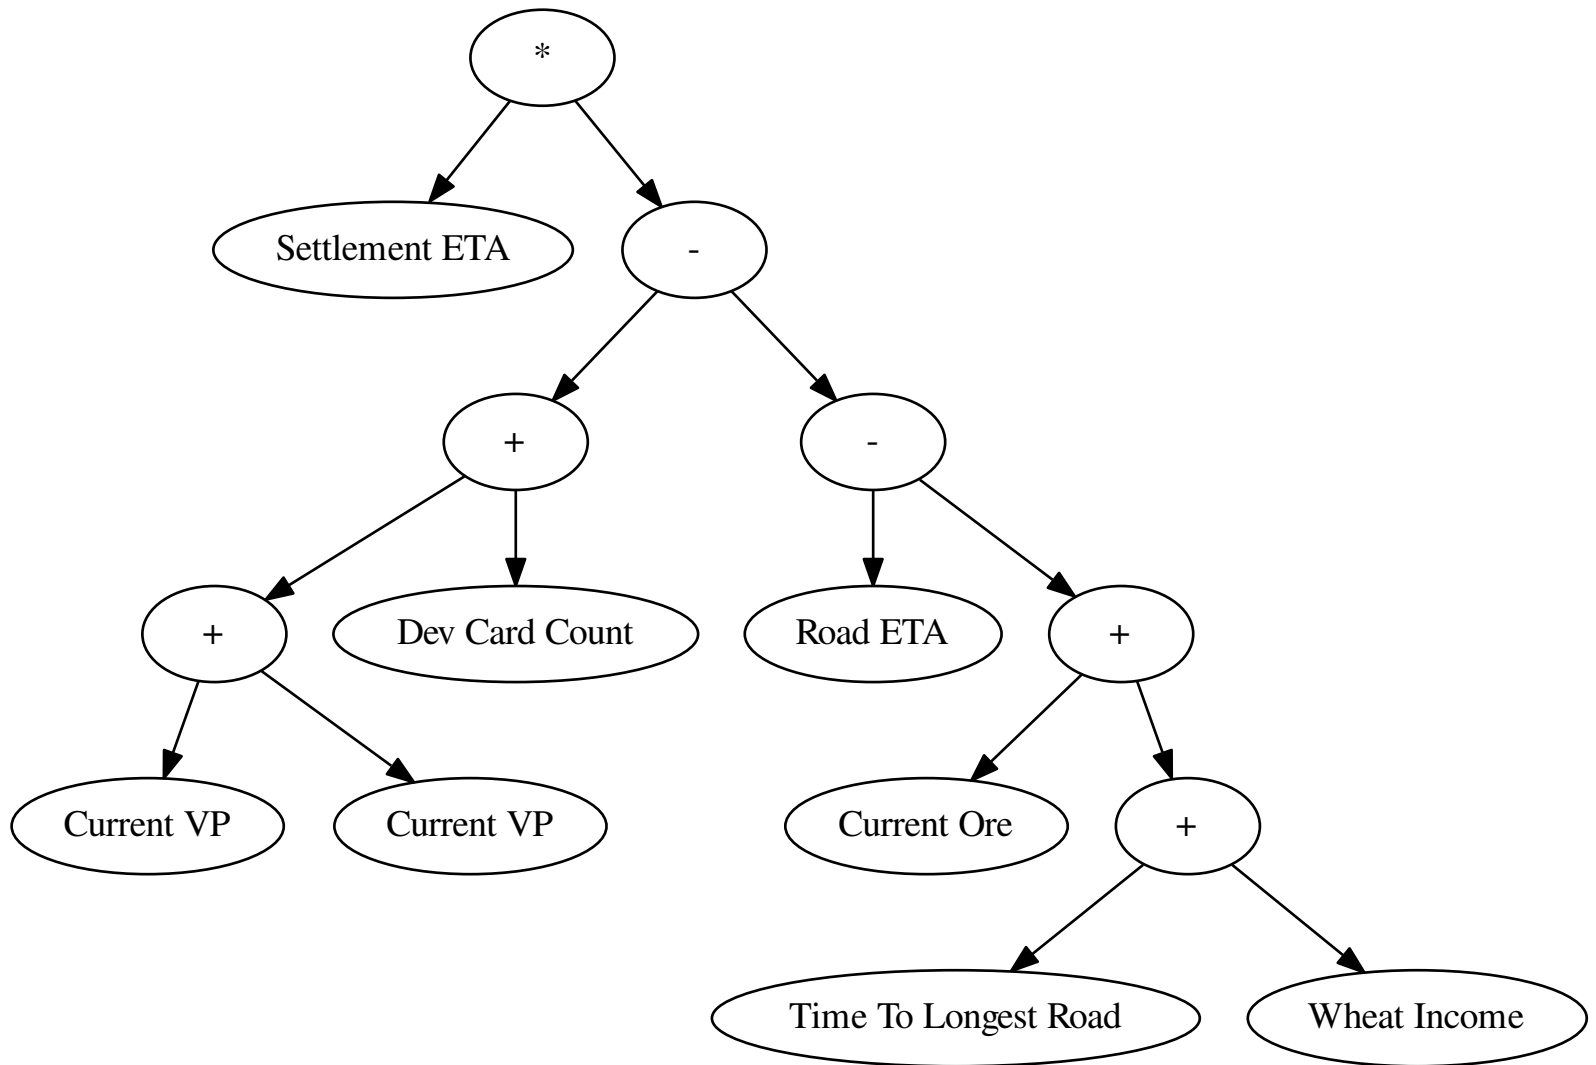 *
Settlement ETA
-
+
-
+
Dev Card Count
Road ETA
+
Current VP
Current VP
Current Ore
+
Time To Longest Road
Wheat Income